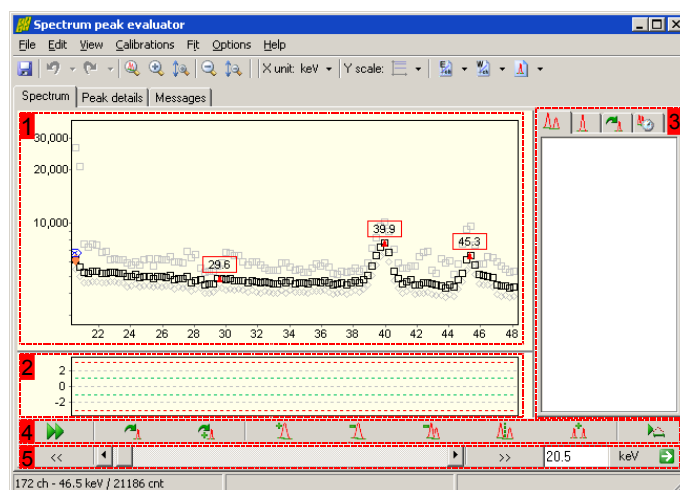 Spectrum peak evaluator
File Edit View Calibrations Fit Options Help
X unit: keV Y scale:
Spectrum Peak details Messages
1
3
30,000
20,000
10,000
39.9
45.3
29.6
22 24 26 28 30 32 34 36 38 40 42 44 46 48
2
2
0
-2
4
5 << >> 20.5 keV
172 ch - 46.5 keV / 21186 cnt